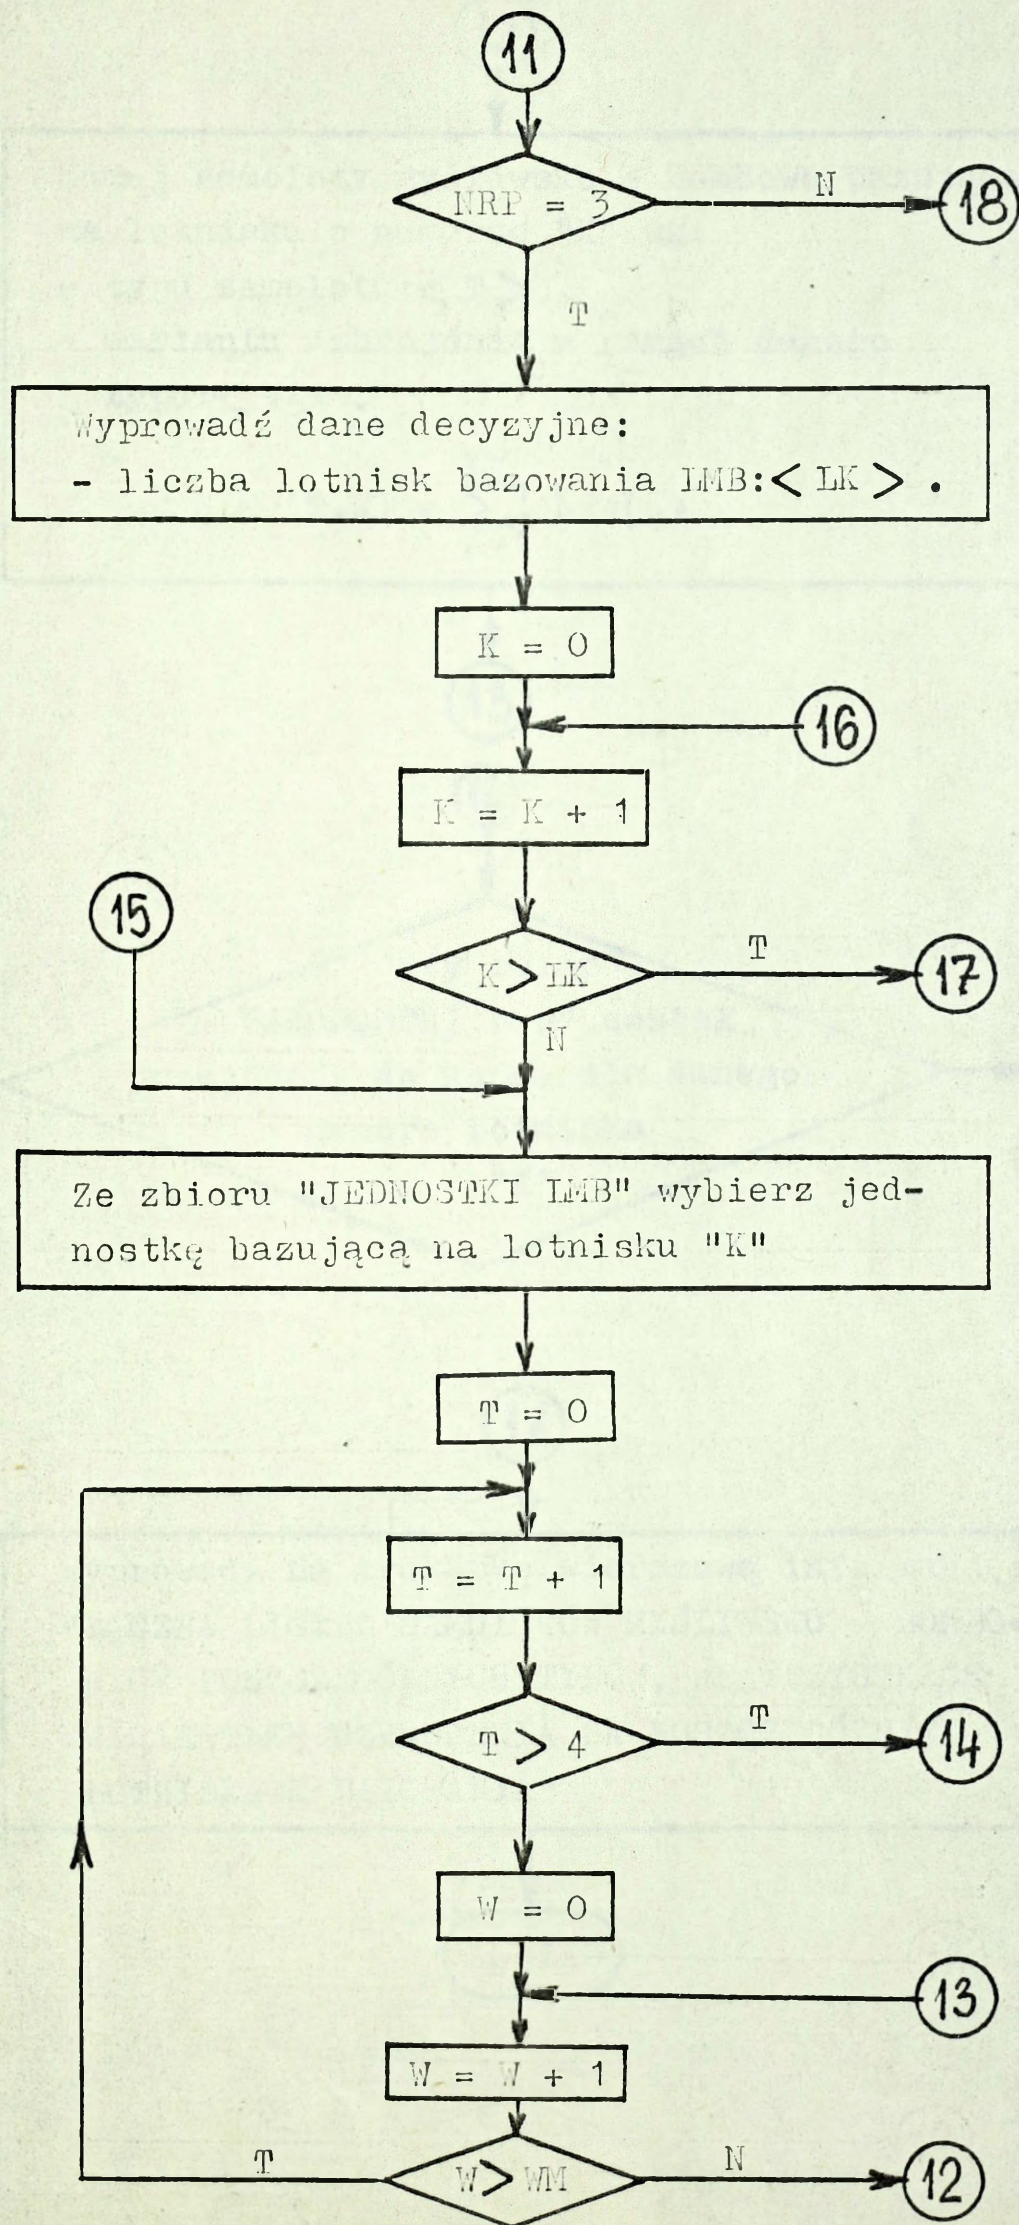 11
NRP = 3
N
18
T
Wyprowadź dane decyzyjne:
- liczba lotnisk bazowania LMB:< LK > .
K = 0
16
K = K + 1
15
K > LK
T
17
N
Ze zbioru "JEDNOSTKI LMB" wybierz jed-
nostkę bazującą na lotnisku "K"
T = 0
T = T + 1
T > 4
T
14
W = 0
13
W = W + 1
T
W > WM
N
12